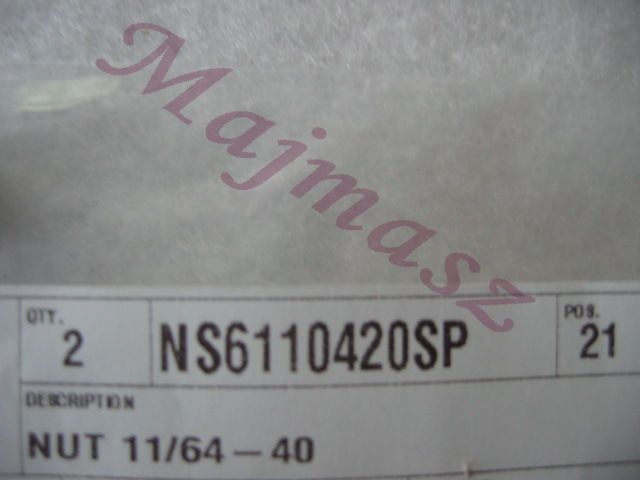 Majmasz
QTY. POS.
2 NS6110420SP 21
DESCRIPTION
NUT 11/64-40